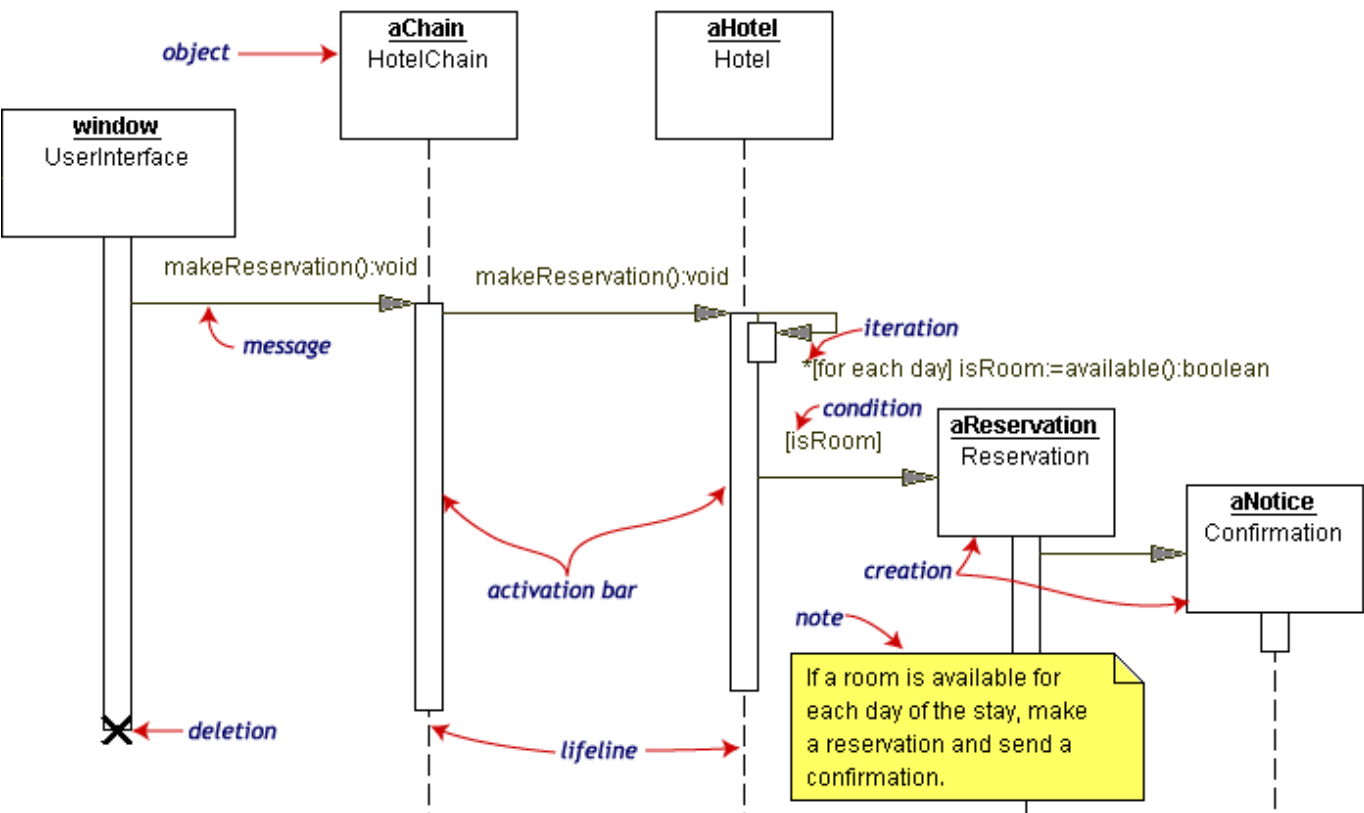 aChain
HotelChain
aHotel
Hotel
object
window
UserInterface
makeReservation():void
makeReservation():void
message
iteration
*[for each day] isRoom:=available():boolean
condition
[isRoom]
aReservation
Reservation
aNotice
Confirmation
activation bar
creation
note
If a room is available for
each day of the stay, make
a reservation and send a
confirmation.
deletion
lifeline